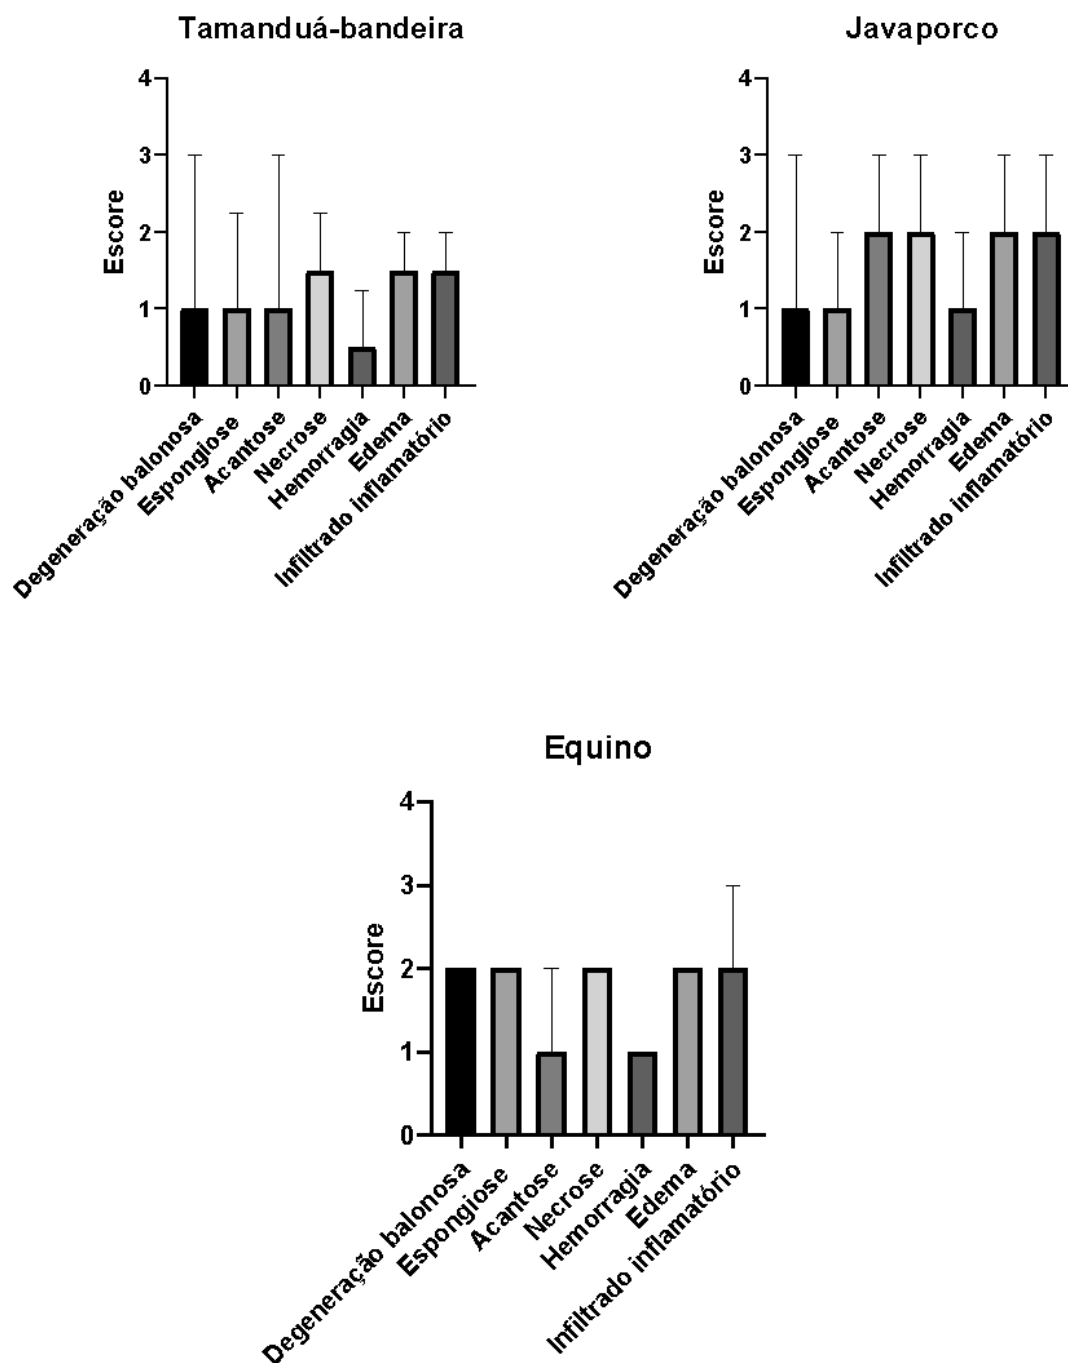 Tamanduá-bandeira
Escore
4
3
2
1
0
Degeneração balonosa
Espongiose
Acantose
Necrose
Hemorragia
Edema
Infiltrado inflamatório
Javaporco
Escore
4
3
2
1
0
Degeneração balonosa
Espongiose
Acantose
Necrose
Hemorragia
Edema
Infiltrado inflamatório
Equino
Escore
4
3
2
1
0
Degeneração balonosa
Espongiose
Acantose
Necrose
Hemorragia
Edema
Infiltrado inflamatório